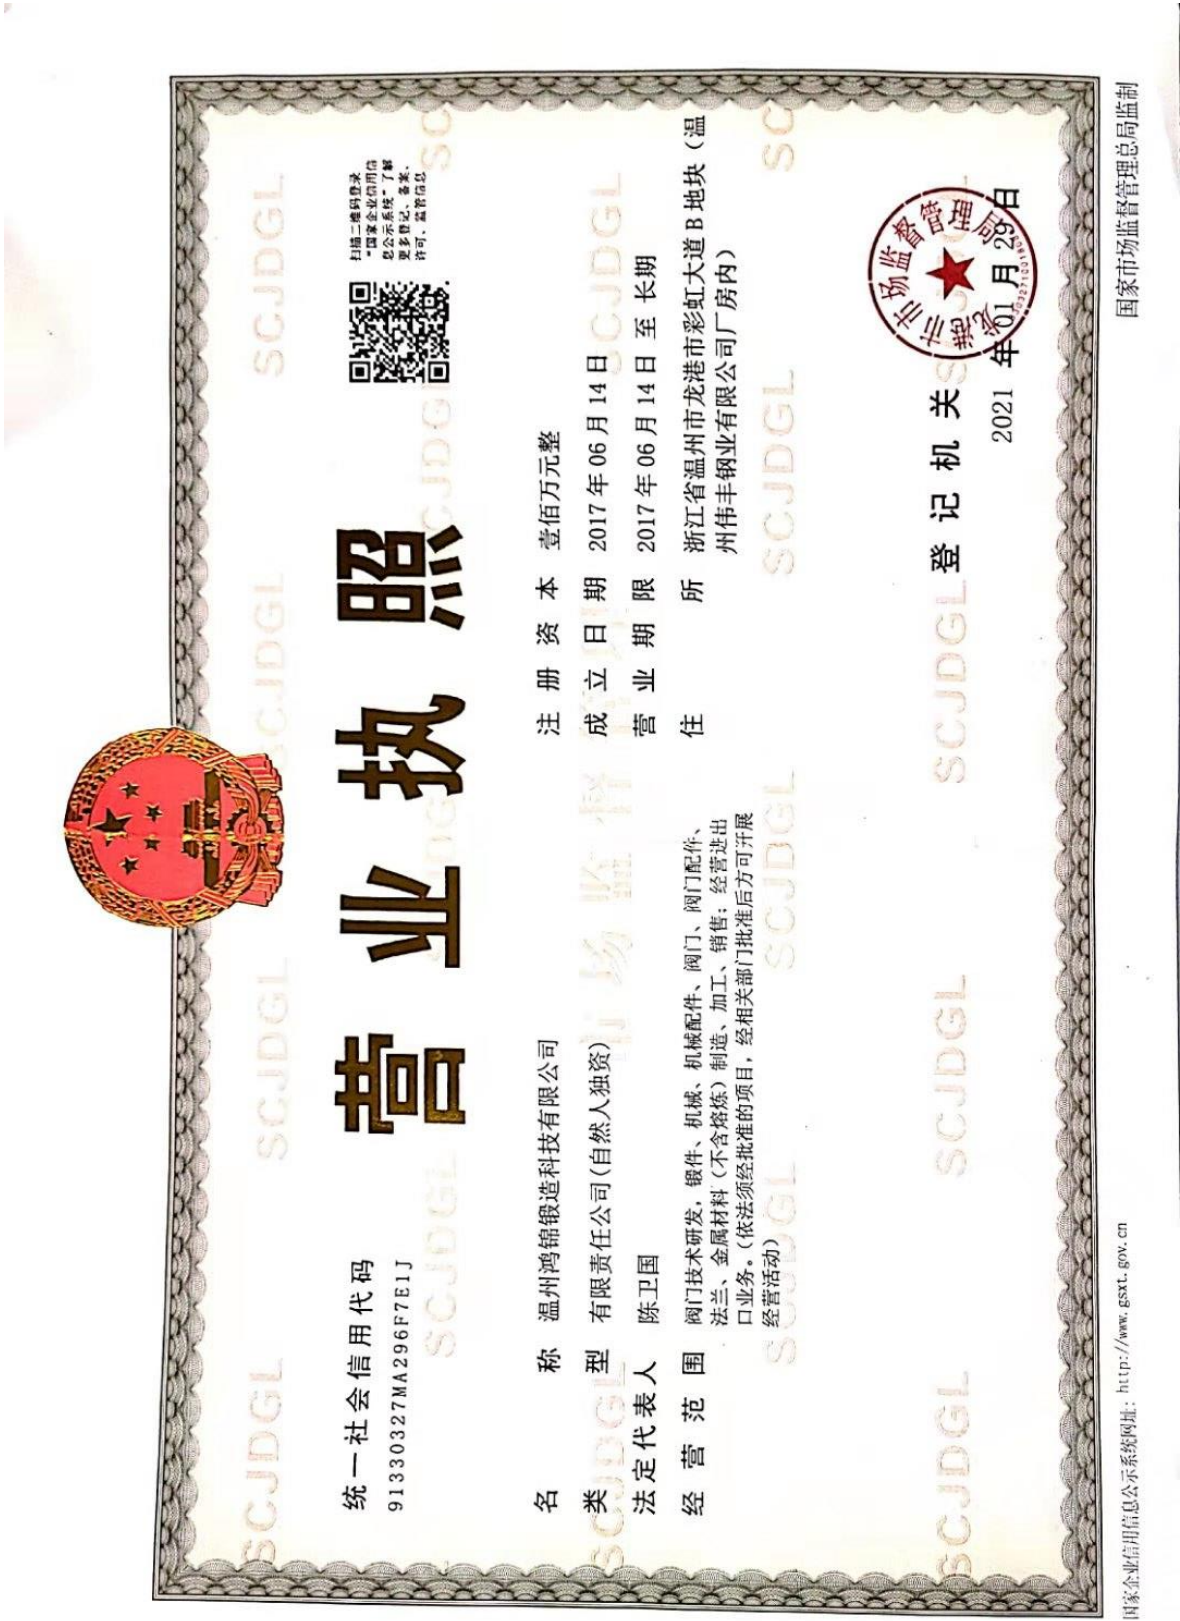 营业执照
统一社会信用代码
91330327MA296F7E1J
扫描二维码登录
“国家企业信用信
息公示系统”了解
更多登记、备案、
许可、监管信息
名称 温州鸿锦锻造科技有限公司
类型 有限责任公司(自然人独资)
法定代表人 陈卫国
经营范围 阀门技术研发，锻件、机械、机械配件、阀门、阀门配件、
法兰、金属材料（不含熔炼）制造、加工、销售；经营进出
口业务。(依法须经批准的项目，经相关部门批准后方可开展
经营活动)
注册资本 壹佰万元整
成立日期 2017年06月14日
营业期限 2017年06月14日至长期
住所 浙江省温州市龙港市彩虹大道B地块（温
州伟丰钢业有限公司厂房内）
登记机关
市市场监督管理局
2021年01月29日
国家企业信用信息公示系统网址：http://www.gsxt.gov.cn
国家市场监督管理总局监制
SCJDGL